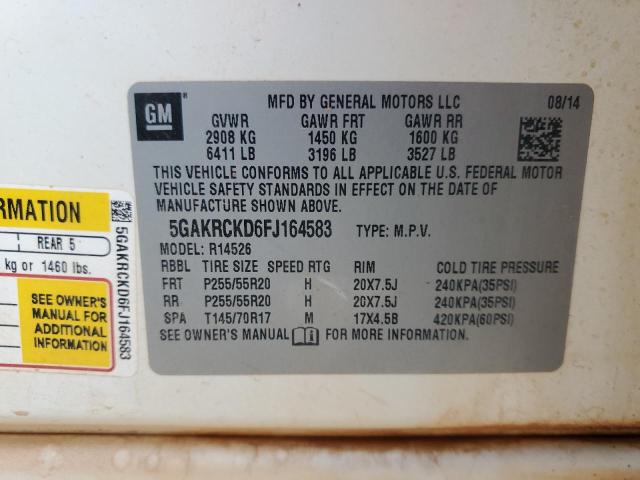 GM
MFD BY GENERAL MOTORS LLC 08/14
GVWR GAWR FRT GAWR RR
2908 KG 1450 KG 1600 KG
6411 LB 3196 LB 3527 LB
THIS VEHICLE CONFORMS TO ALL APPLICABLE U.S. FEDERAL MOTOR
VEHICLE SAFETY STANDARDS IN EFFECT ON THE DATE OF
MANUFACTURE SHOWN ABOVE.
5GAKRCKD6FJ164583 TYPE: M.P.V.
MODEL: R14526
RBBL TIRE SIZE SPEED RTG RIM COLD TIRE PRESSURE
FRT P255/55R20 H 20X7.5J 240KPA(35PSI)
RR P255/55R20 H 20X7.5J 240KPA(35PSI)
SPA T145/70R17 M 17X4.5B 420KPA(60PSI)
SEE OWNER'S MANUAL FOR MORE INFORMATION.
RMATION
REAR 5
kg or 1460 lbs.
SEE OWNER'S
MANUAL FOR
ADDITIONAL
INFORMATION
5GAKRCKD6FJ164583